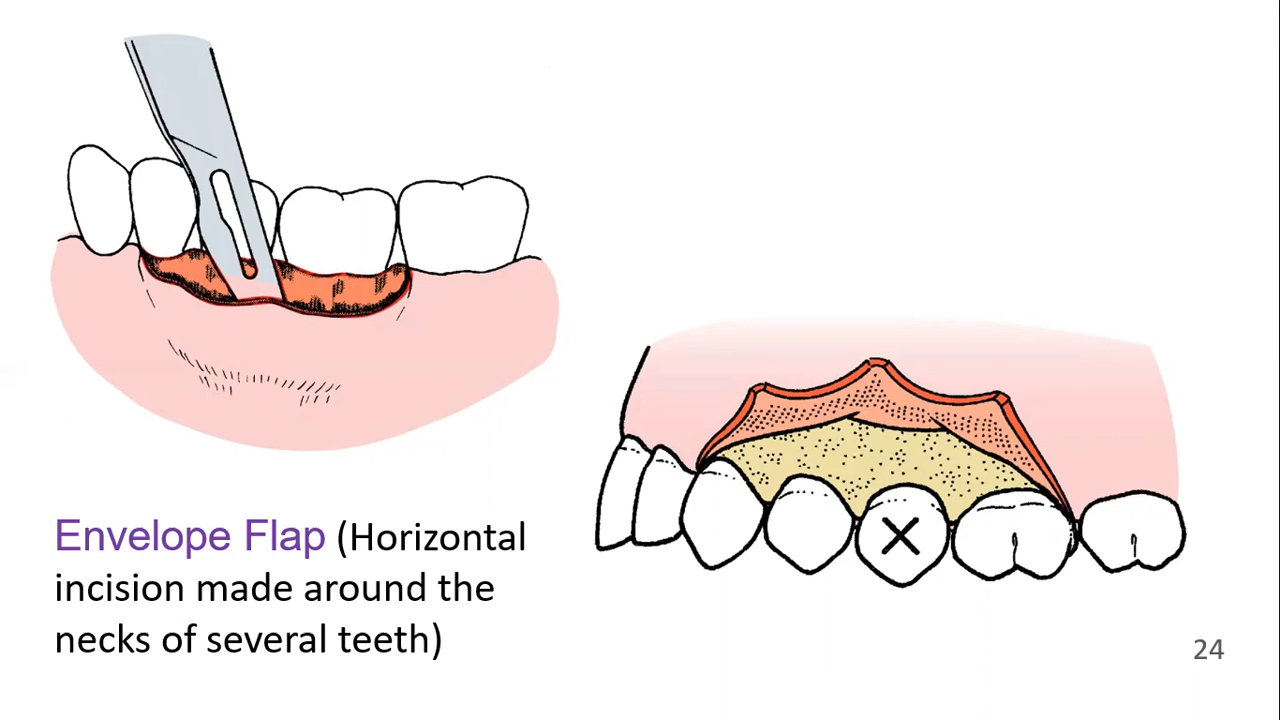 Envelope Flap (Horizontal
incision made around the
necks of several teeth)
24